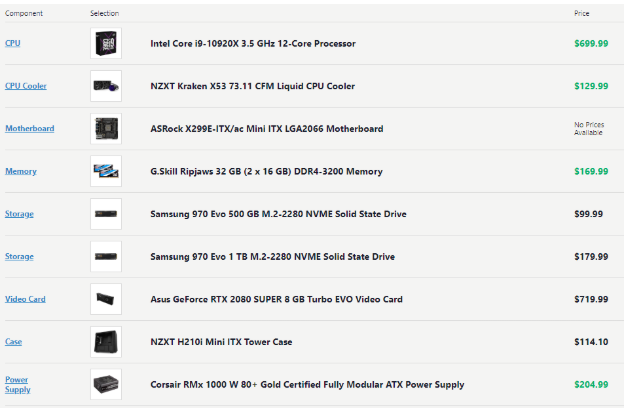 Component Selection Price
CPU Intel Core i9-10920X 3.5 GHz 12-Core Processor $699.99
CPU Cooler NZXT Kraken X53 73.11 CFM Liquid CPU Cooler $129.99
Motherboard ASRock X299E-ITX/ac Mini ITX LGA2066 Motherboard No Prices Available
Memory G.Skill Ripjaws 32 GB (2 x 16 GB) DDR4-3200 Memory $169.99
Storage Samsung 970 Evo 500 GB M.2-2280 NVME Solid State Drive $99.99
Storage Samsung 970 Evo 1 TB M.2-2280 NVME Solid State Drive $179.99
Video Card Asus GeForce RTX 2080 SUPER 8 GB Turbo EVO Video Card $719.99
Case NZXT H210i Mini ITX Tower Case $114.10
Power Supply Corsair RMx 1000 W 80+ Gold Certified Fully Modular ATX Power Supply $204.99